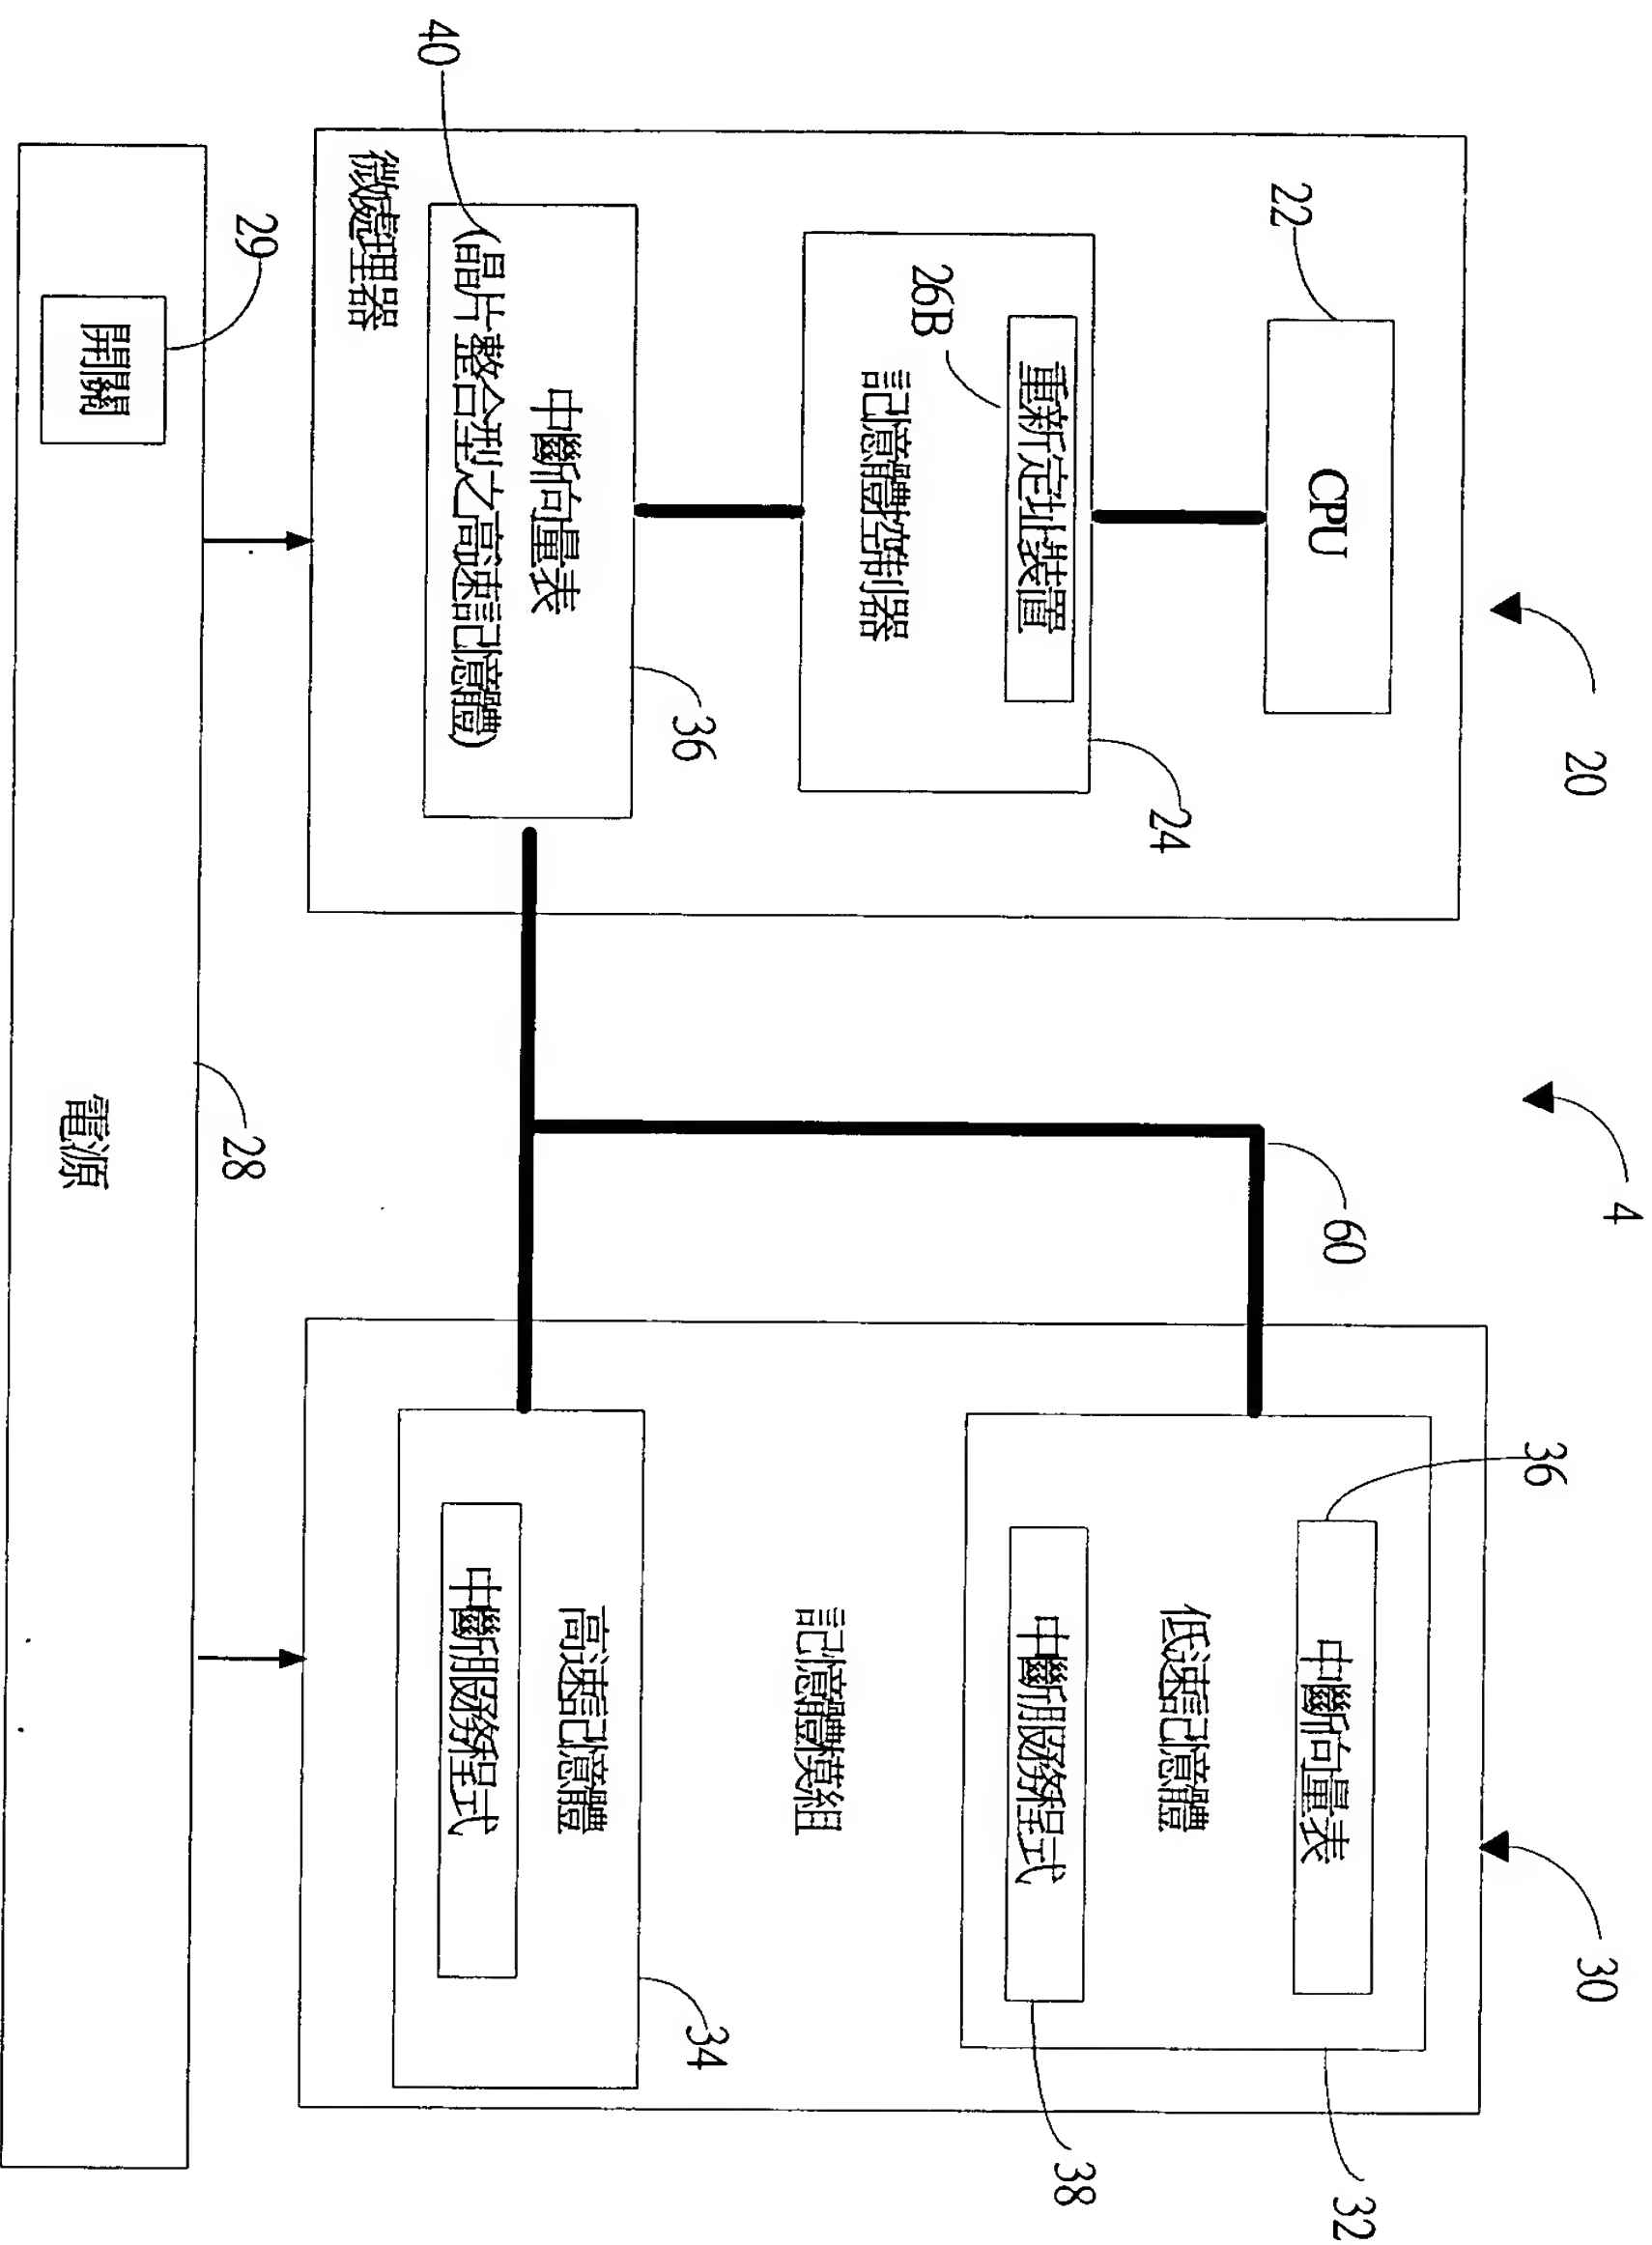 4
20
30
22
CPU
36
中斷向量表
32
低速記憶體
26B
重新定址裝置
中斷服務程式
38
24
60
記憶體控制器
記憶體模組
36
中斷向量表
34
高速記憶體
40
(晶片整合型之高速記憶體)
中斷服務程式
微處理器
29
28
開關
電源